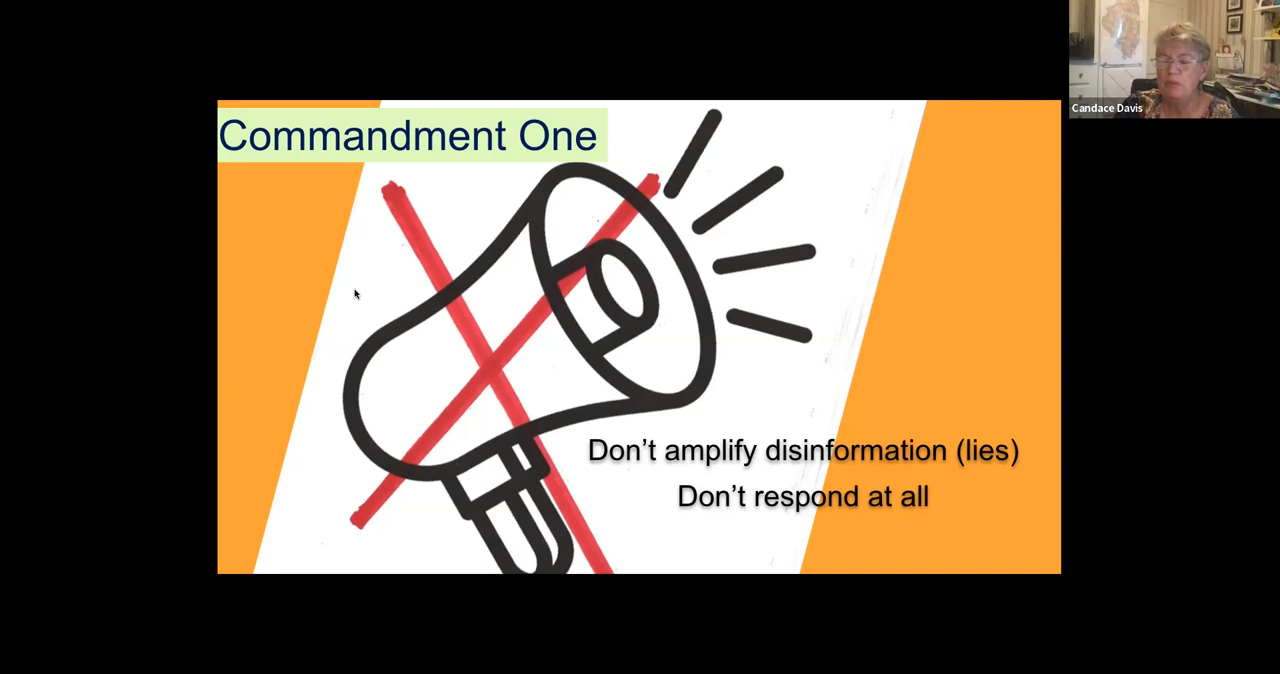 Commandment One
Candace Davis
Don’t amplify disinformation (lies)
Don’t respond at all